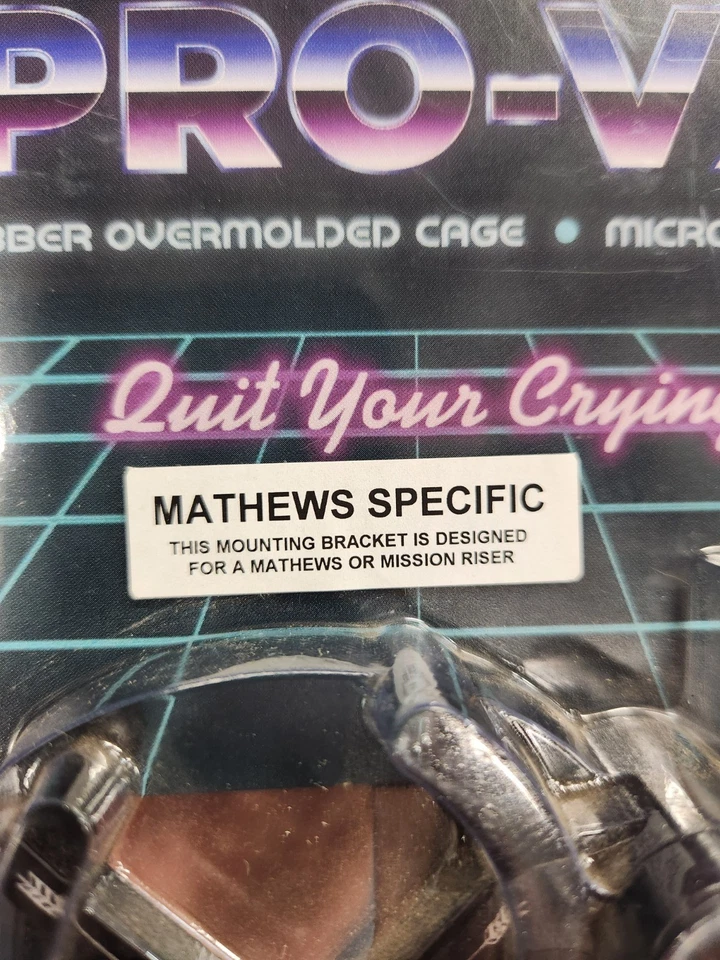 PRO-V
BBER OVERMOLDED CAGE • MICRO
Quit Your Crying
MATHEWS SPECIFIC
THIS MOUNTING BRACKET IS DESIGNED
FOR A MATHEWS OR MISSION RISER